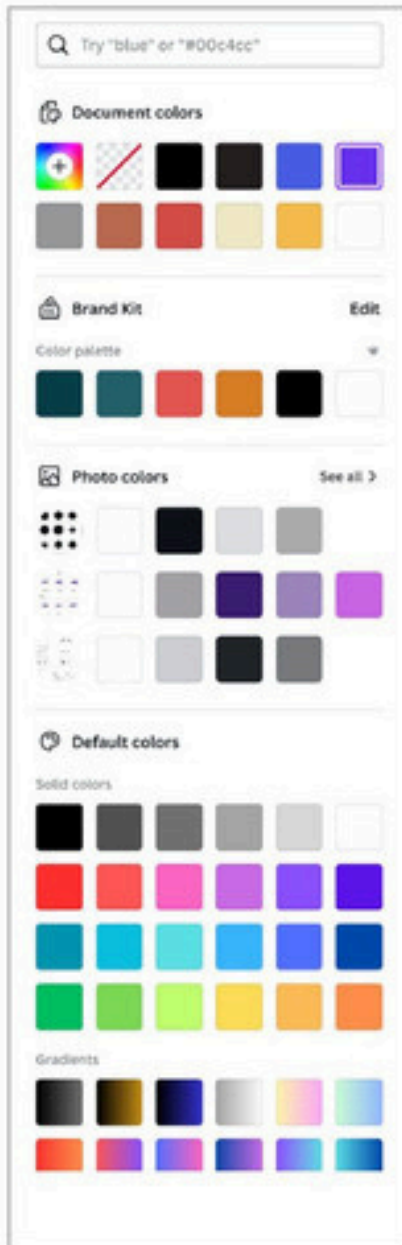 Try "blue" or "#00c4cc"
Document colors
Brand Kit Edit
Color palette
Photo colors See all >
Default colors
Solid colors
Gradients